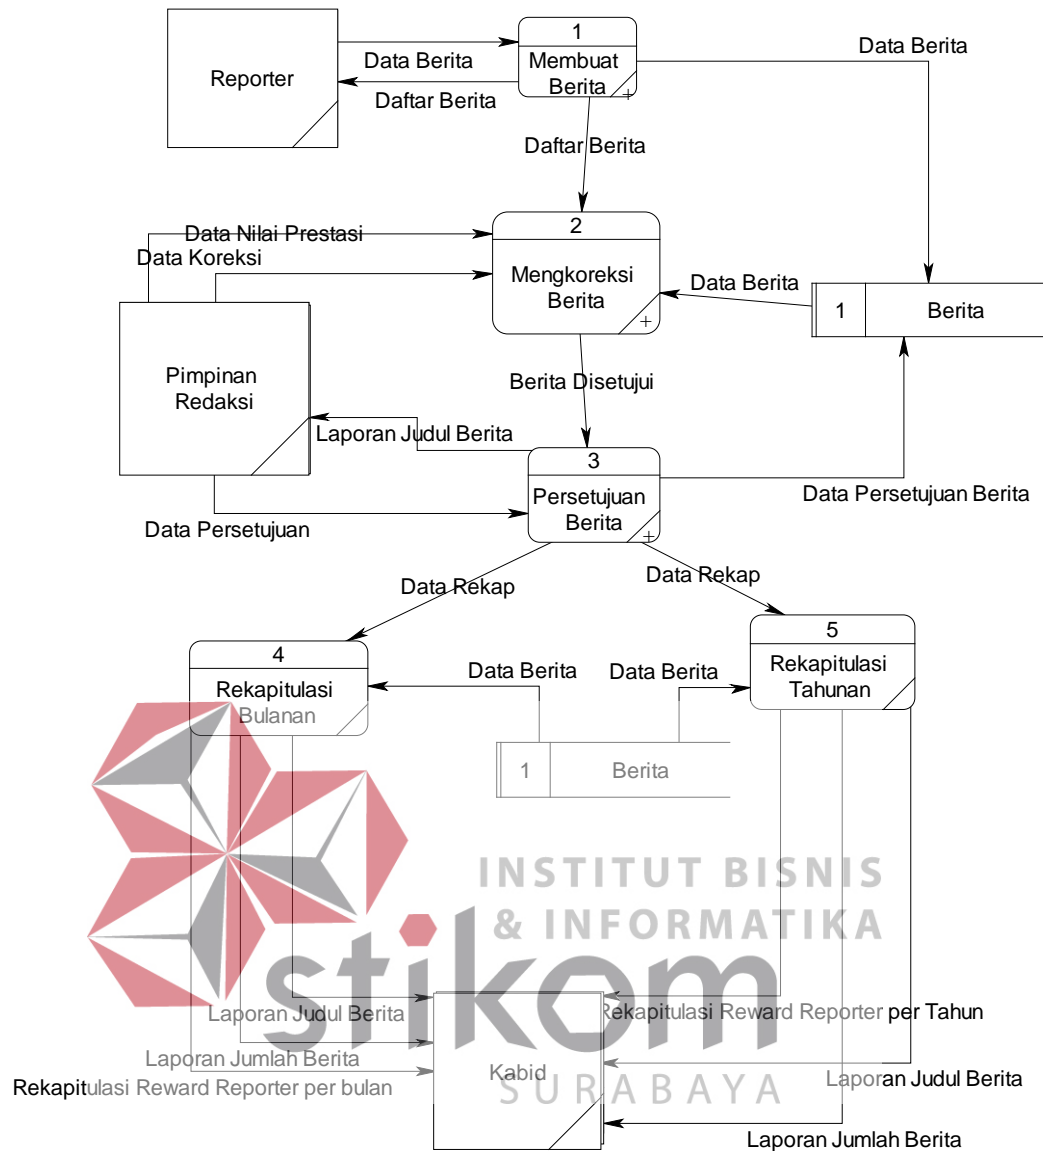 1
Data Berita
Membuat
Berita
Data Berita
Reporter
Daftar Berita
Daftar Berita
2
Data Nilai Prestasi
Data Koreksi
Mengkoreksi
Berita
Data Berita
1
Berita
Pimpinan
Redaksi
Berita Disetujui
Laporan Judul Berita
3
Persetujuan
Berita
Data Persetujuan Berita
Data Persetujuan
Data Rekap
Data Rekap
4
Rekapitulasi
Bulanan
5
Rekapitulasi
Tahunan
Data Berita
Data Berita
1
Berita
INSTITUT BISNIS
& INFORMATIKA
stikom
SURABAYA
Laporan Judul Berita
Rekapitulasi Reward Reporter per Tahun
Laporan Jumlah Berita
Rekapitulasi Reward Reporter per bulan
Kabid
Laporan Judul Berita
Laporan Jumlah Berita